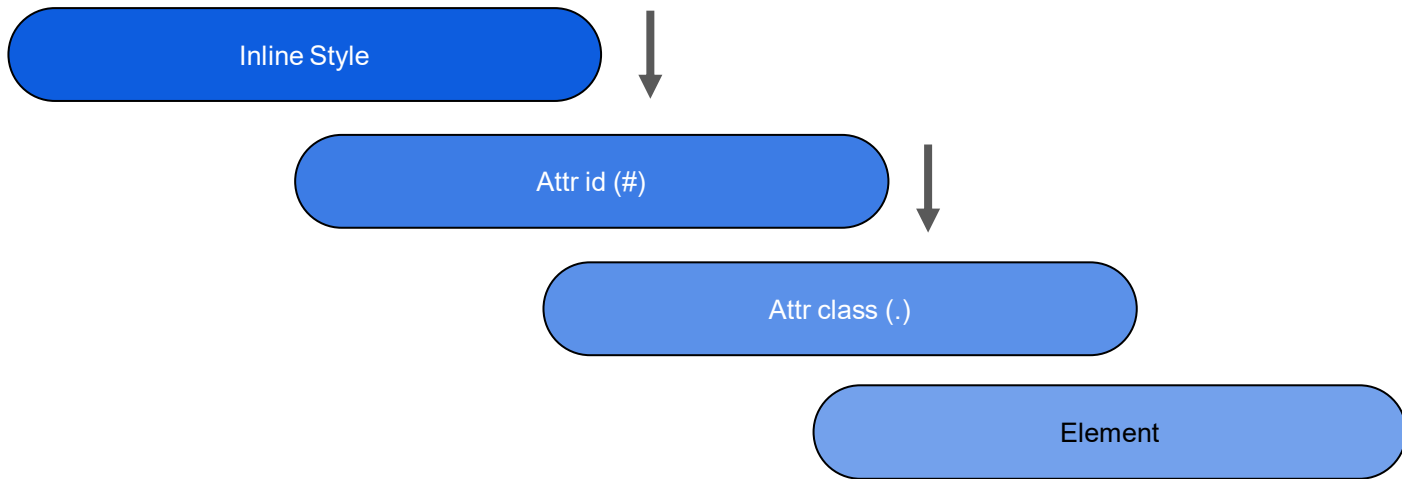 Inline Style
Attr id (#)
Attr class (.)
Element